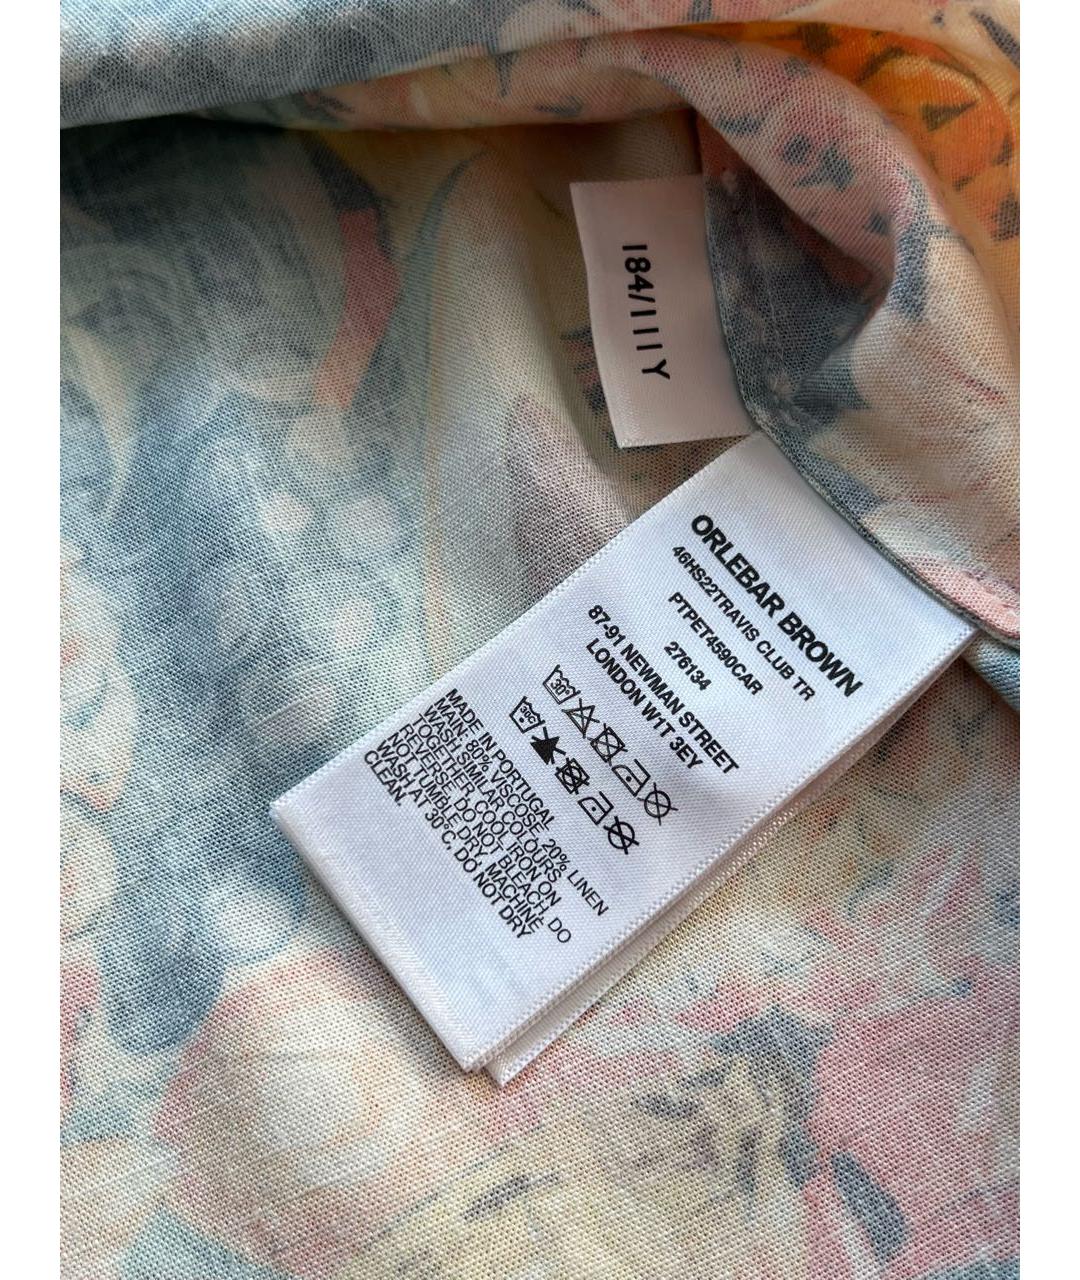 184/111Y
ORLEBAR BROWN
46HS22TRAVIS CLUB TR
PTPET4590CAR
276134
87-91 NEWMAN STREET
LONDON W1T 3EY
30°
30C
MADE IN PORTUGAL
MAIN: 80% VISCOSE 20% LINEN
WASH SIMILAR COLOURS
TOGETHER, COOL IRON ON
REVERSE, DO NOT BLEACH, DO
NOT TUMBLE DRY, MACHINE
WASH AT 30°C, DO NOT DRY
CLEAN.